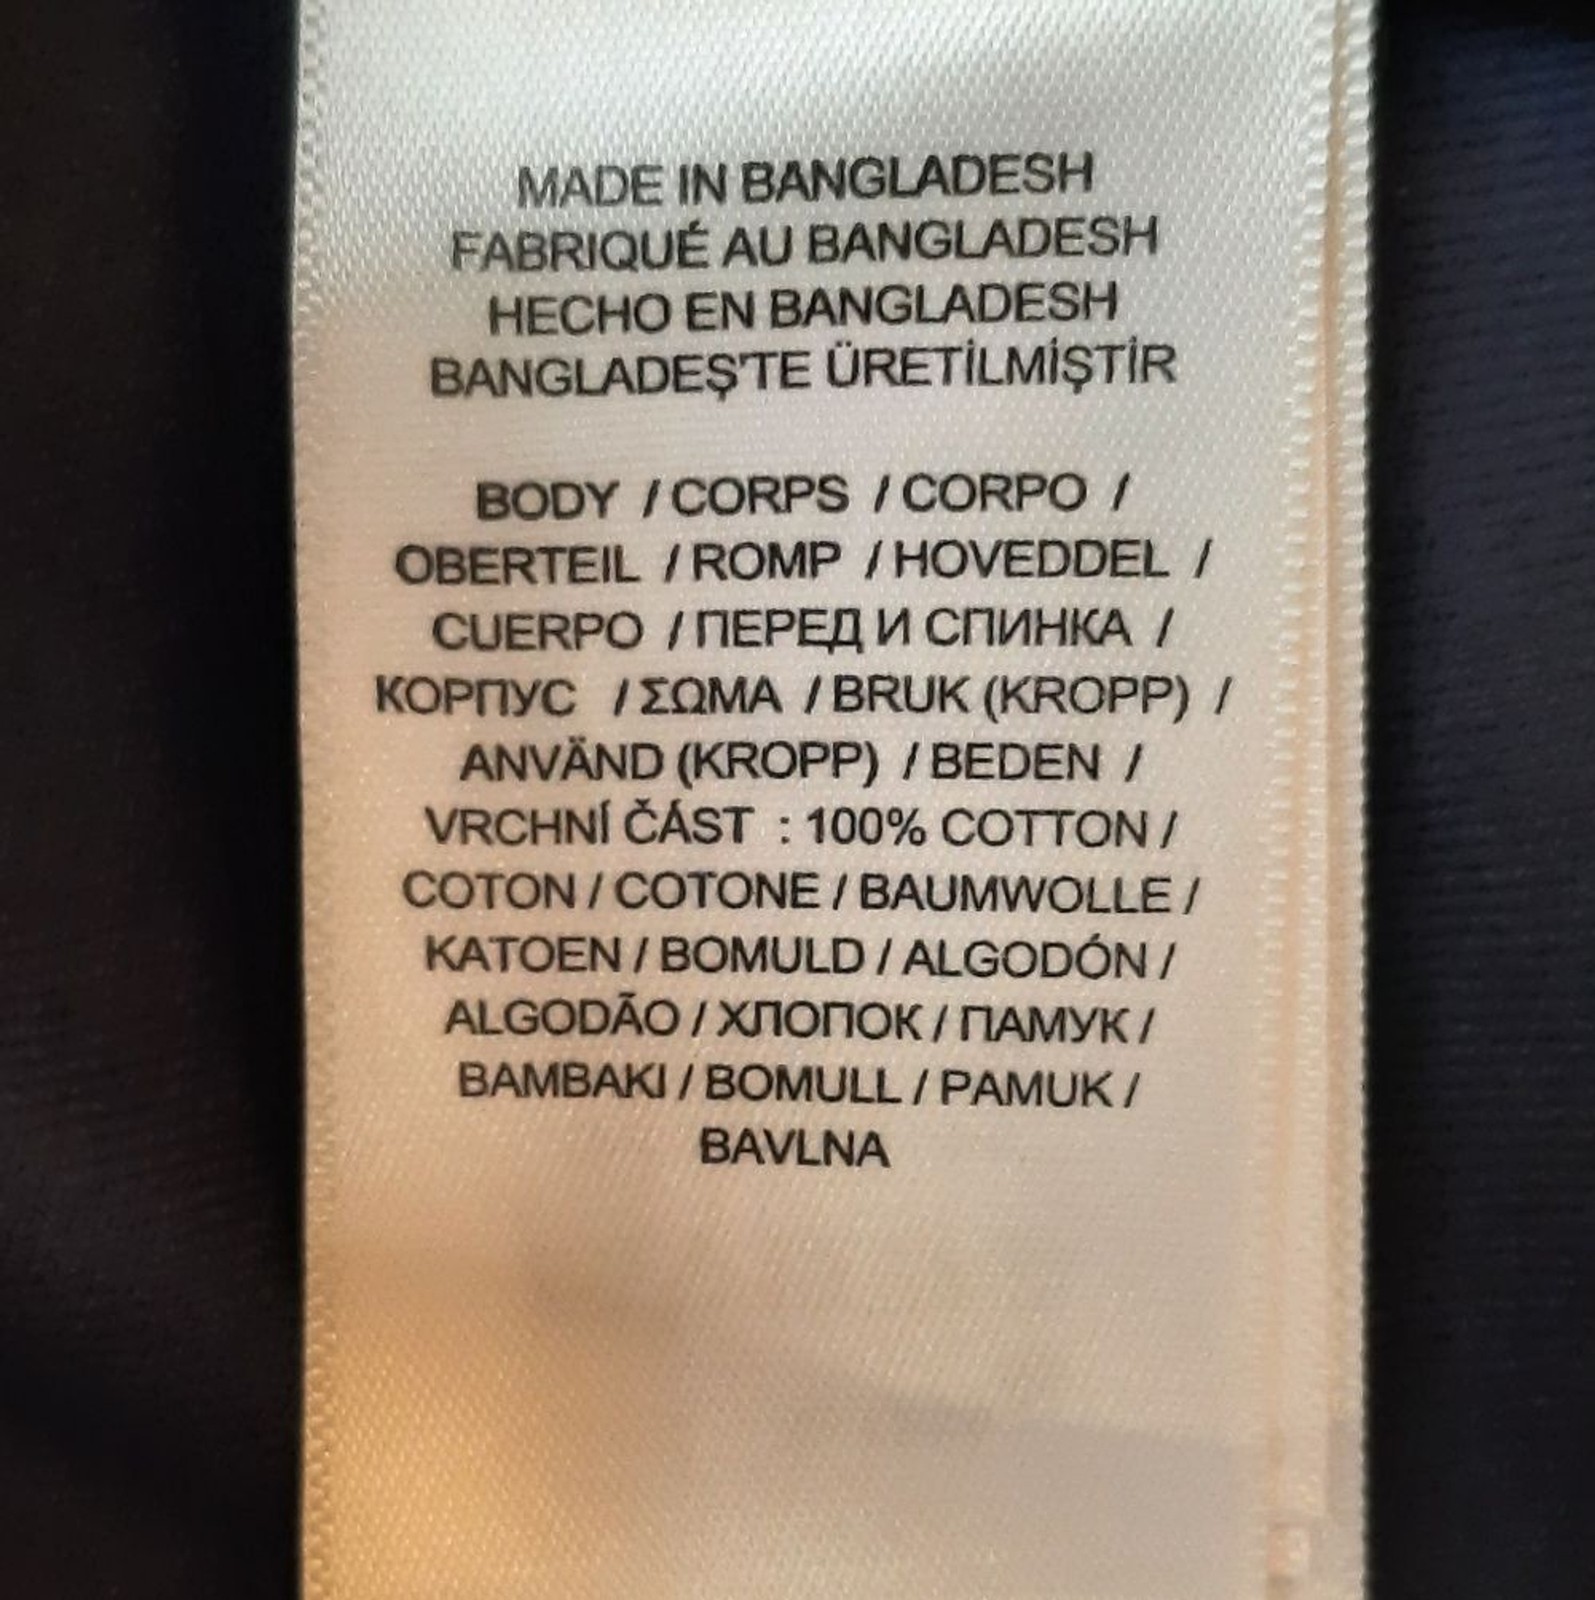 MADE IN BANGLADESH
FABRIQUÉ AU BANGLADESH
HECHO EN BANGLADESH
BANGLADEŞ'TE ÜRETİLMİŞTİR
BODY / CORPS / CORPO /
OBERTEIL / ROMP / HOVEDDEL /
CUERPO / ПЕРЕД И СПИНКА /
КОРПУС / ΣΩΜΑ / BRUK (KROPP) /
ANVÄND (KROPP) / BEDEN /
VRCHNÍ ČÁST : 100% COTTON /
COTON / COTONE / BAUMWOLLE /
KATOEN / BOMULD / ALGODÓN /
ALGODÃO / ХЛОПОК / ПАМУК /
BAMBAKI / BOMULL / PAMUK /
BAVLNA